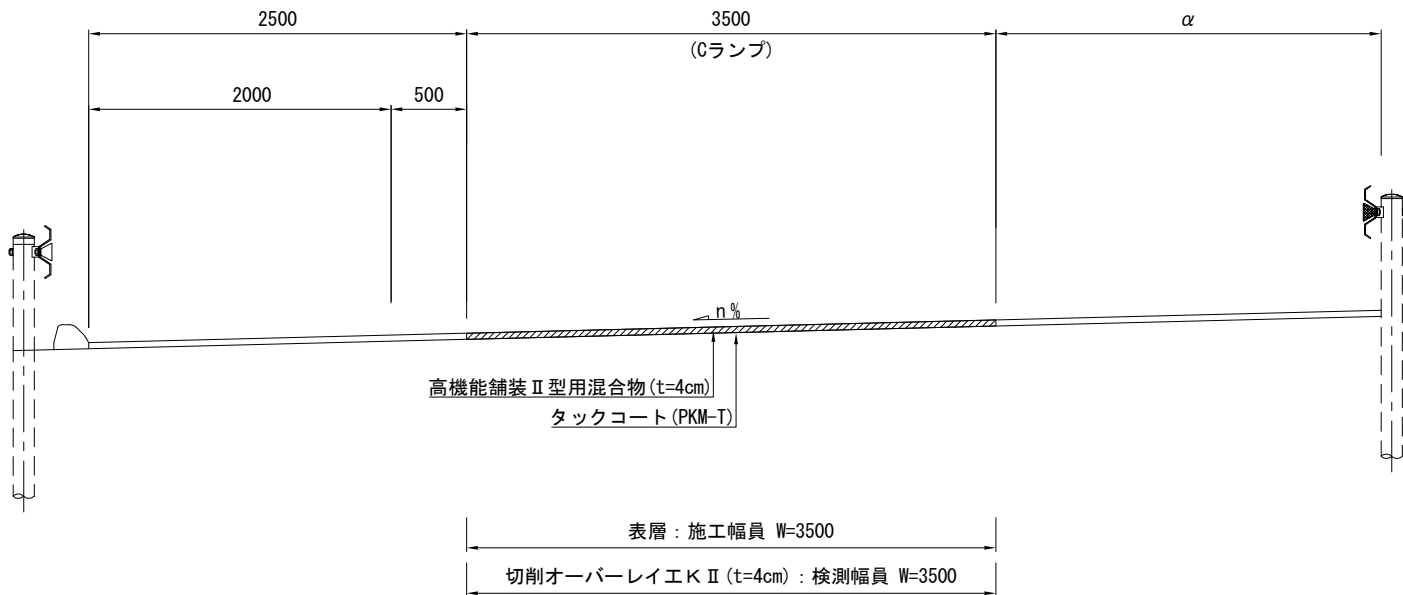 2500
3500
α
(Cランプ)
2000
500
n%
高機能舗装Ⅱ型用混合物(t=4cm)
タックコート(PKM-T)
表層：施工幅員 W=3500
切削オーバーレイ工KⅡ(t=4cm)：検測幅員 W=3500